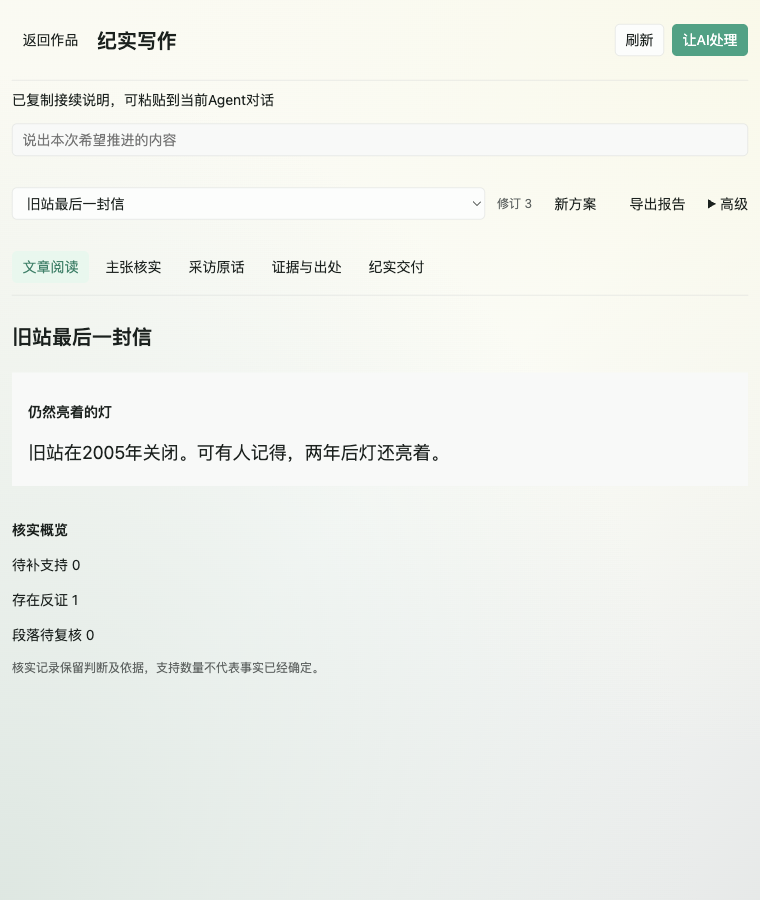 返回作品 纪实写作 刷新 让AI处理
已复制接续说明，可粘贴到当前Agent对话
说出本次希望推进的内容
旧站最后一封信 修订 3 新方案 导出报告 ▶ 高级
文章阅读 主张核实 采访原话 证据与出处 纪实交付
旧站最后一封信
仍然亮着的灯
旧站在2005年关闭。可有人记得，两年后灯还亮着。
核实概览
待补支持 0
存在反证 1
段落待复核 0
核实记录保留判断及依据，支持数量不代表事实已经确定。